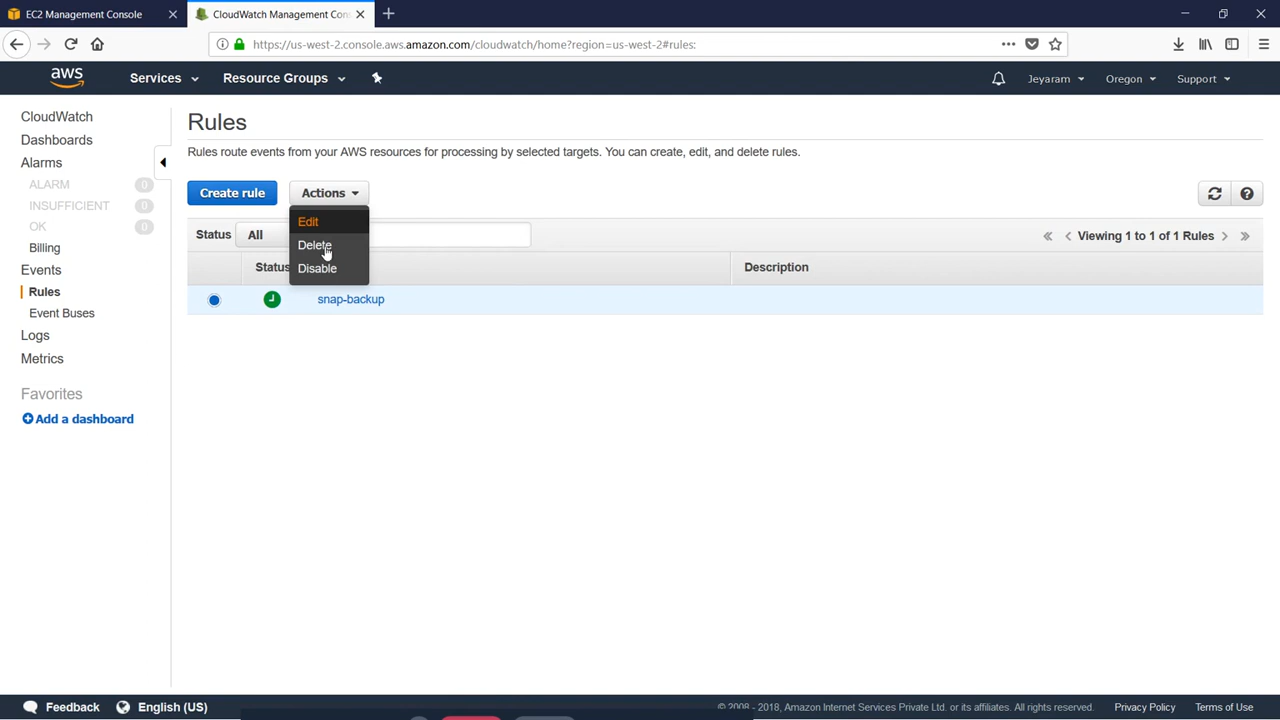 EC2 Management Console
CloudWatch Management Con
https://us-west-2.console.aws.amazon.com/cloudwatch/home?region=us-west-2#rules:
aws
Services
Resource Groups
Jeyaram
Oregon
Support
CloudWatch
Dashboards
Alarms
ALARM 0
INSUFFICIENT 0
OK 0
Billing
Events
Rules
Event Buses
Logs
Metrics
Favorites
Add a dashboard
Rules
Rules route events from your AWS resources for processing by selected targets. You can create, edit, and delete rules.
Create rule
Actions
Edit
Delete
Disable
Status
All
« < Viewing 1 to 1 of 1 Rules > »
Status
Description
snap-backup
Feedback
English (US)
© 2008 - 2018, Amazon Internet Services Private Ltd. or its affiliates. All rights reserved.
Privacy Policy
Terms of Use